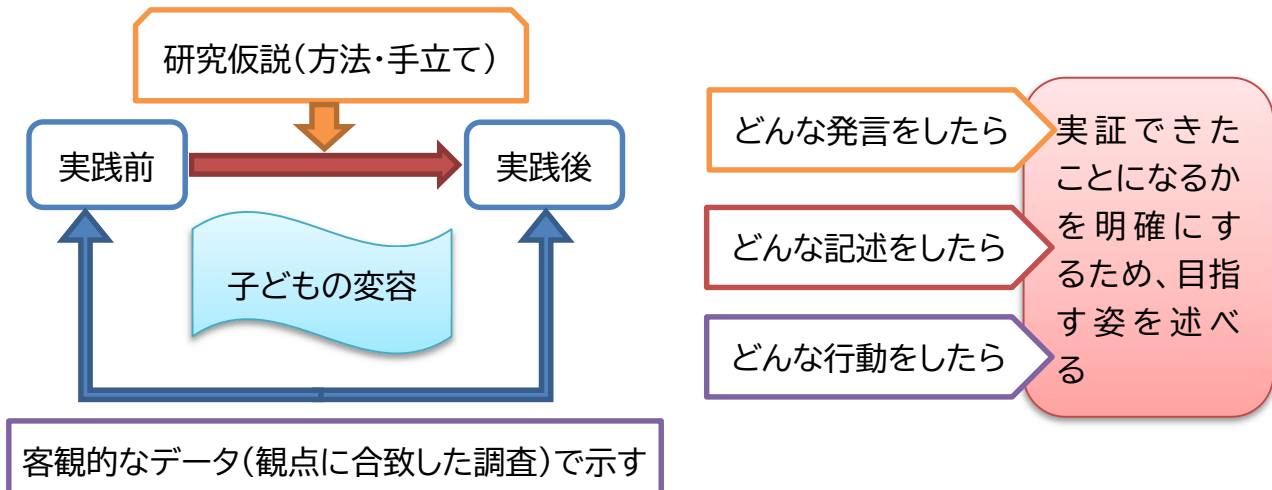 研究仮説(方法・手立て)
実践前
実践後
子どもの変容
客観的なデータ(観点に合致した調査)で示す
どんな発言をしたら
どんな記述をしたら
どんな行動をしたら
実証できた
ことになるか
を明確にす
るため、目指
す姿を述べ
る